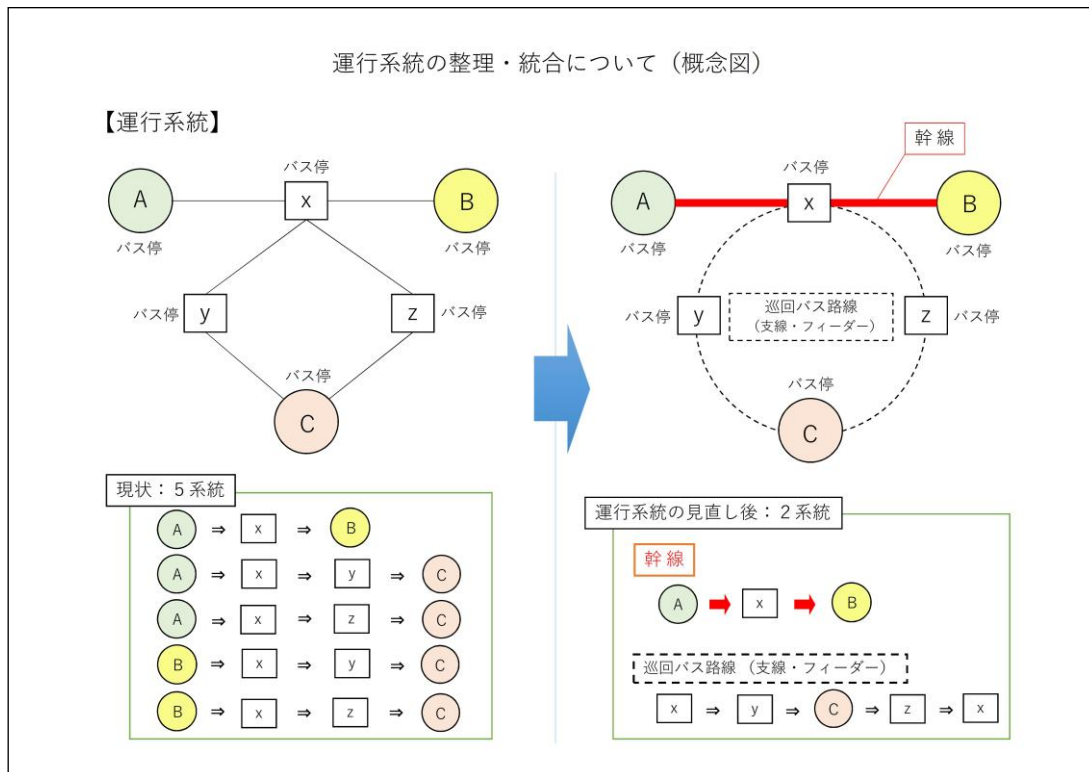 運行系統の整理・統合について（概念図）
【運行系統】
バス停
A
x
B
バス停
バス停
バス停
y
z
バス停
バス停
C
現状：５系統
A ⇒ x ⇒ B
A ⇒ x ⇒ y ⇒ C
A ⇒ x ⇒ z ⇒ C
B ⇒ x ⇒ y ⇒ C
B ⇒ x ⇒ z ⇒ C
幹 線
バス停
A
x
B
バス停
バス停
巡回バス路線
（支線・フィーダー）
バス停
y
z
バス停
バス停
C
運行系統の見直し後：２系統
幹 線
A x B
巡回バス路線 （支線・フィーダー）
x ⇒ y ⇒ C ⇒ z ⇒ x